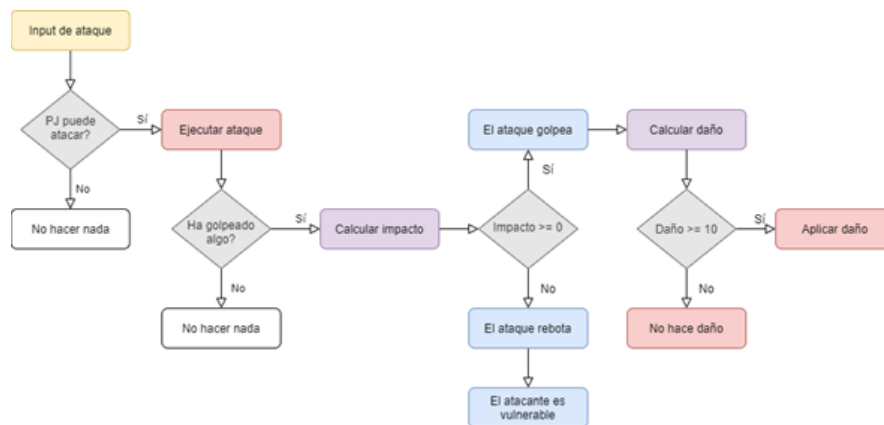 Input de ataque
PJ puede
atacar?
Sí
No
No hacer nada
Ejecutar ataque
Ha golpeado
algo?
Sí
No
No hacer nada
Calcular impacto
Impacto >= 0
Sí
No
El ataque golpea
El ataque rebota
El atacante es
vulnerable
Calcular daño
Daño >= 10
Sí
No
Aplicar daño
No hace daño